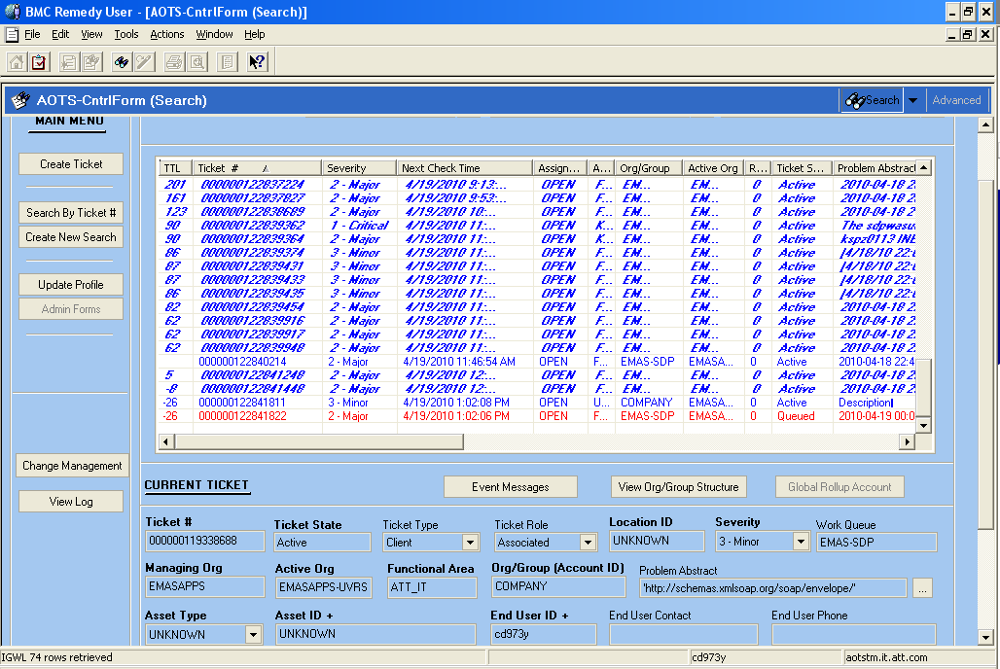 BMC Remedy User - [AOTS-CntrlForm (Search)]
File Edit View Tools Actions Window Help
AOTS-CntrlForm (Search) Search Advanced
MAIN MENU
Create Ticket
Search By Ticket #
Create New Search
Update Profile
Admin Forms
Change Management
View Log
TTL Ticket # Severity Next Check Time Assign... A... Org/Group Active Org R... Ticket S... Problem Abstract
201 000000122837224 2 - Major 4/19/2010 9:13:... OPEN F... EM... EM... 0 Active 2010-04-18 2
161 000000122837827 2 - Major 4/19/2010 9:53:... OPEN F... EM... EM... 0 Active 2010-04-18 2
123 000000122838689 2 - Major 4/19/2010 10:... OPEN F... EM... EM... 0 Active 2010-04-18 2
90 000000122839362 1 - Critical 4/19/2010 11:... OPEN K... EM... EM... 0 Active The sdpwasu
90 000000122839364 2 - Major 4/19/2010 11:... OPEN K... EM... EM... 0 Active kspz0113 INE
86 000000122839374 3 - Minor 4/19/2010 11:... OPEN F... EM... EM... 0 Active [4/18/10 22:
87 000000122839431 3 - Minor 4/19/2010 11:... OPEN F... EM... EM... 0 Active [4/18/10 22:
87 000000122839433 3 - Minor 4/19/2010 11:... OPEN F... EM... EM... 0 Active [4/18/10 22:
86 000000122839435 3 - Minor 4/19/2010 11:... OPEN F... EM... EM... 0 Active [4/18/10 22:
82 000000122839454 2 - Major 4/19/2010 11:... OPEN F... EM... EM... 0 Active 2010-04-18 2
62 000000122839916 2 - Major 4/19/2010 11:... OPEN F... EM... EM... 0 Active 2010-04-18 2
62 000000122839917 2 - Major 4/19/2010 11:... OPEN F... EM... EM... 0 Active 2010-04-18 2
62 000000122839948 2 - Major 4/19/2010 11:... OPEN F... EM... EM... 0 Active 2010-04-18 2
000000122840214 2 - Major 4/19/2010 11:46:54 AM OPEN F... EMAS-SDP EMASA... 0 Active 2010-04-18 22:4
5 000000122841248 2 - Major 4/19/2010 12:... OPEN F... EM... EM... 0 Active 2010-04-18 2
-8 000000122841448 2 - Major 4/19/2010 12:... OPEN F... EM... EM... 0 Active 2010-04-18 2
-26 000000122841811 3 - Minor 4/19/2010 1:02:08 PM OPEN U... COMPANY EMASA... 0 Active Description
-26 000000122841822 2 - Major 4/19/2010 1:02:06 PM OPEN F... EMAS-SDP EMASA... 0 Queued 2010-04-19 00:0
CURRENT TICKET Event Messages View Org/Group Structure Global Rollup Account
Ticket # Ticket State Ticket Type Ticket Role Location ID Severity Work Queue
000000119338688 Active Client Associated UNKNOWN 3 - Minor EMAS-SDP
Managing Org Active Org Functional Area Org/Group (Account ID) Problem Abstract
EMASAPPS EMASAPPS-UVRS ATT_IT COMPANY 'http://schemas.xmlsoap.org/soap/envelope/" ...
Asset Type Asset ID + End User ID + End User Contact End User Phone
UNKNOWN UNKNOWN cd973y
IGWL 74 rows retrieved cd973y aotstm.it.att.com